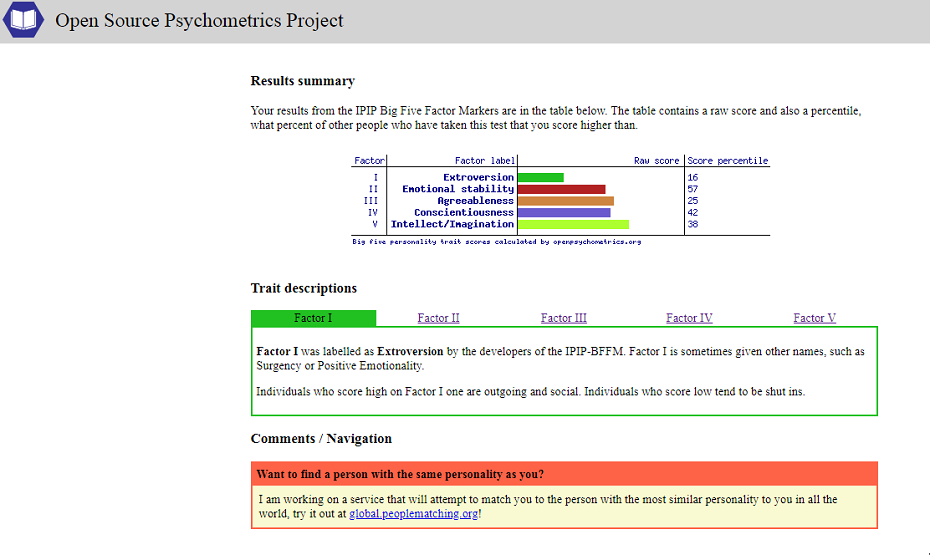 Open Source Psychometrics Project
Results summary
Your results from the IPIP Big Five Factor Markers are in the table below. The table contains a raw score and also a percentile,
what percent of other people who have taken this test that you score higher than.
Factor Factor label Raw score Score percentile
I Extroversion 16
II Emotional stability 57
III Agreeableness 25
IV Conscientiousness 42
V Intellect/Imagination 38
Big five personality trait scores calculated by openpsychometrics.org
Trait descriptions
Factor I Factor II Factor III Factor IV Factor V
Factor I was labelled as Extroversion by the developers of the IPIP-BFFM. Factor I is sometimes given other names, such as
Surgency or Positive Emotionality.
Individuals who score high on Factor I one are outgoing and social. Individuals who score low tend to be shut ins.
Comments / Navigation
Want to find a person with the same personality as you?
I am working on a service that will attempt to match you to the person with the most similar personality to you in all the
world, try it out at global.peoplematching.org!